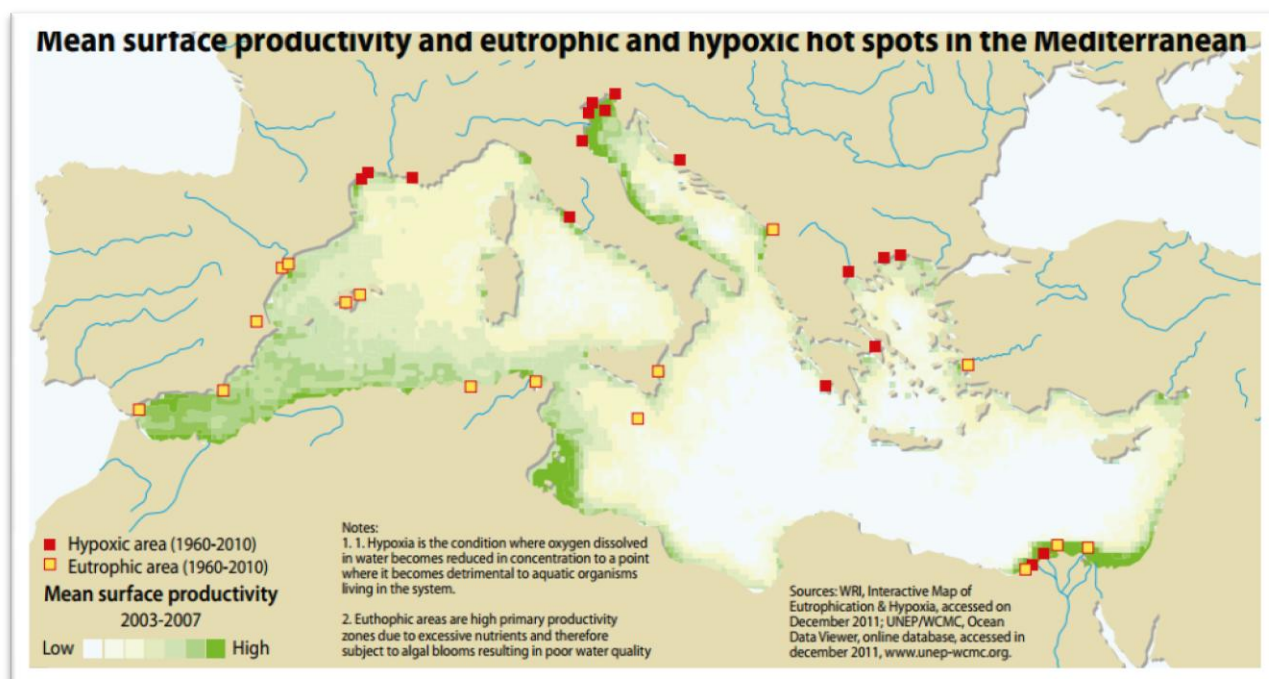 Mean surface productivity and eutrophic and hypoxic hot spots in the Mediterranean
Hypoxic area (1960-2010)
Eutrophic area (1960-2010)
Mean surface productivity
2003-2007
Low High
Notes:
1. 1. Hypoxia is the condition where oxygen dissolved
in water becomes reduced in concentration to a point
where it becomes detrimental to aquatic organisms
living in the system.
2. Euthophic areas are high primary productivity
zones due to excessive nutrients and therefore
subject to algal blooms resulting in poor water quality
Sources: WRI, Interactive Map of
Eutrophication & Hypoxia, accessed on
December 2011; UNEP/WCMC, Ocean
Data Viewer, online database, accessed in
december 2011, www.unep-wcmc.org.